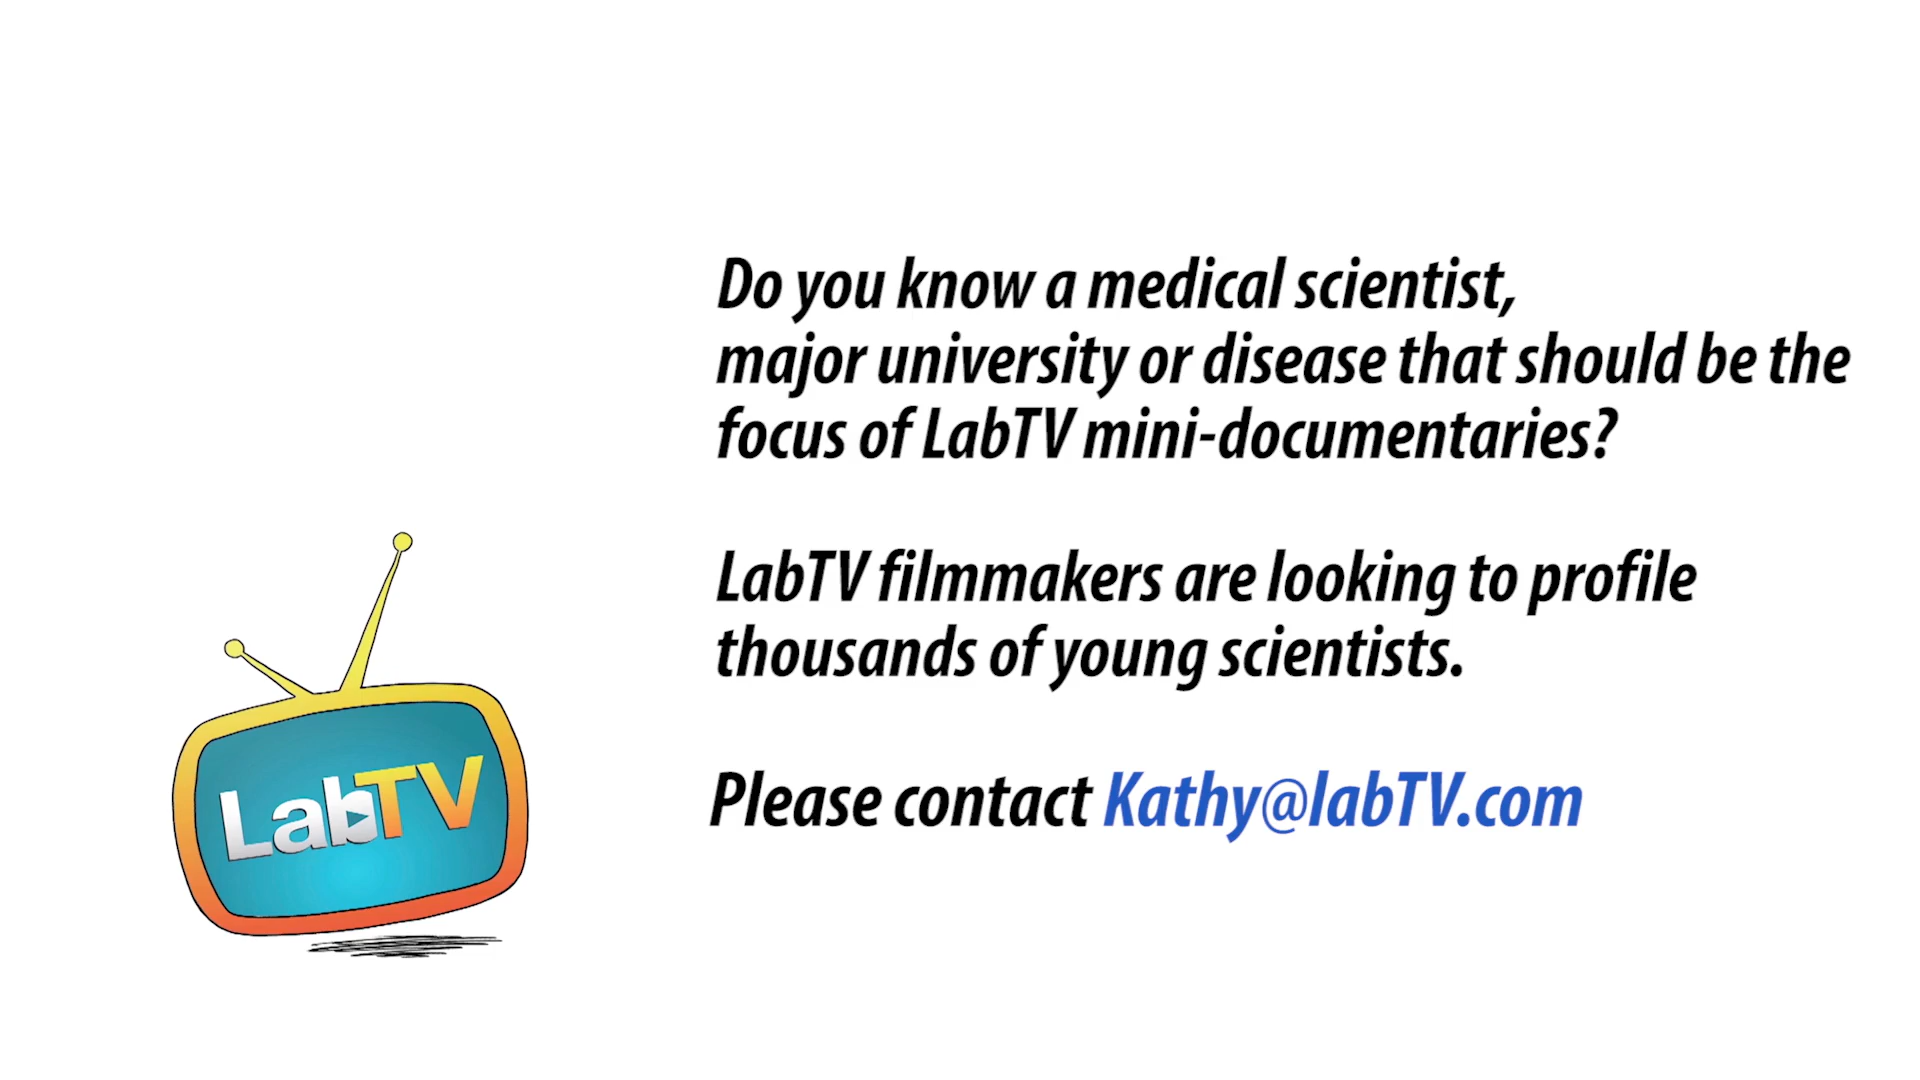 Do you know a medical scientist,
major university or disease that should be the
focus of LabTV mini-documentaries?
LabTV filmmakers are looking to profile
thousands of young scientists.
Please contact Kathy@labTV.com
LabTV